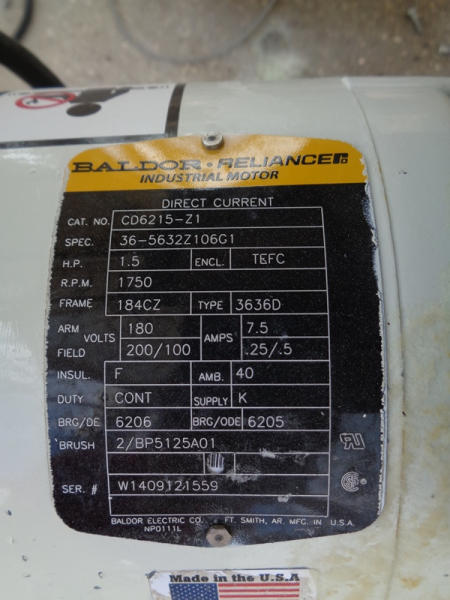 BALDOR · RELIANCE
INDUSTRIAL MOTOR
DIRECT CURRENT
CAT. NO. CD6215-Z1
SPEC. 36-5632Z106G1
H.P. 1.5 ENCL. TEFC
R.P.M. 1750
FRAME 184CZ TYPE 3636D
ARM VOLTS 180 AMPS 7.5
FIELD 200/100 .25/.5
INSUL. F AMB. 40
DUTY CONT SUPPLY K
BRG/DE 6206 BRG/ODE 6205
BRUSH 2/BP5125A01
SER. # W1409121559
BALDOR ELECTRIC CO. FT. SMITH, AR. MFG. IN U.S.A.
NP0111L
Made in the U.S.A